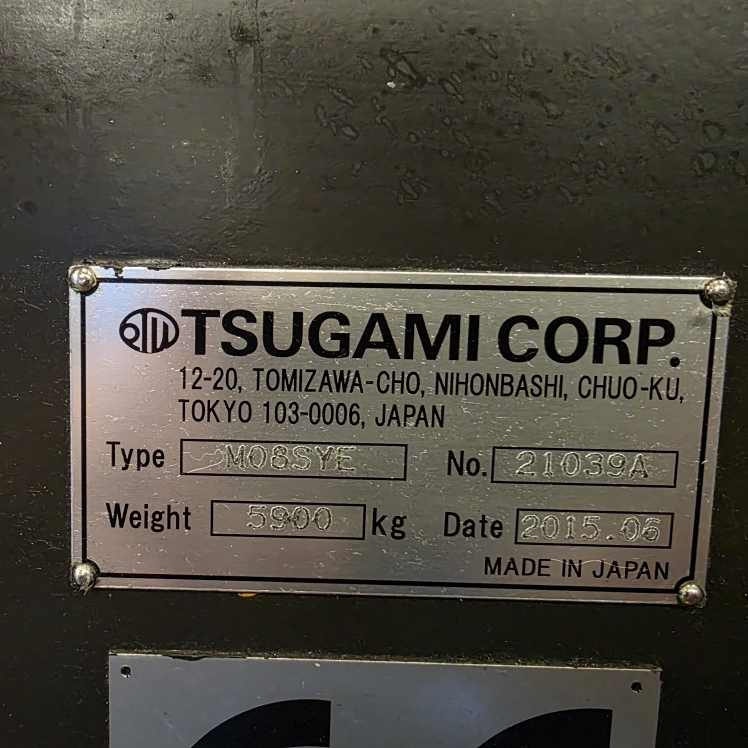 TSUGAMI CORP.
12-20, TOMIZAWA-CHO, NIHONBASHI, CHUO-KU,
TOKYO 103-0006, JAPAN
Type M08SYE No. 21039A
Weight 5900 kg Date 2015.06
MADE IN JAPAN